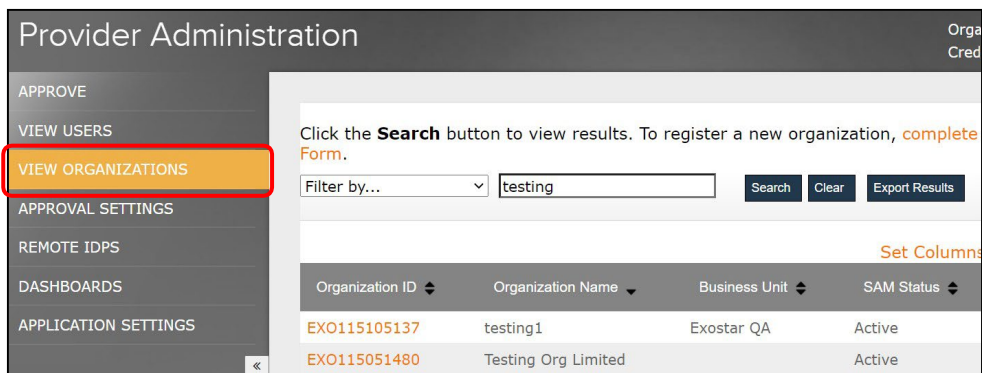 Provider Administration
Orga
Cred
APPROVE
VIEW USERS
VIEW ORGANIZATIONS
APPROVAL SETTINGS
REMOTE IDPS
DASHBOARDS
APPLICATION SETTINGS
«
Click the Search button to view results. To register a new organization, complete
Form.
Filter by... testing Search Clear Export Results
Set Columns
Organization ID Organization Name Business Unit SAM Status
EXO115105137 testing1 Exostar QA Active
EXO115051480 Testing Org Limited Active